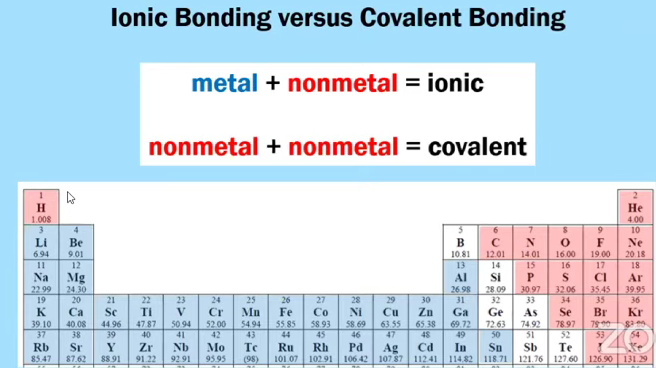 Ionic Bonding versus Covalent Bonding
metal + nonmetal = ionic
nonmetal + nonmetal = covalent
1 2
H He
1.008 4.00
3 4 5 6 7 8 9 10
Li Be B C N O F Ne
6.94 9.01 10.81 12.01 14.01 16.00 19.00 20.18
11 12 13 14 15 16 17 18
Na Mg Al Si P S Cl Ar
22.99 24.30 26.98 28.09 30.97 32.06 35.45 39.95
19 20 21 22 23 24 25 26 27 28 29 30 31 32 33 34 35 36
K Ca Sc Ti V Cr Mn Fe Co Ni Cu Zn Ga Ge As Se Br Kr
39.10 40.08 44.96 47.87 50.94 52.00 54.94 55.85 58.93 58.69 63.55 65.38 69.72 72.63 74.92 78.97 79.90 83.80
37 38 39 40 41 42 43 44 45 46 47 48 49 50 51 52 53 54
Rb Sr Y Zr Nb Mo Tc Ru Rh Pd Ag Cd In Sn Sb Te I Xe
85.47 87.62 88.91 91.22 92.91 95.95 (98) 101.07 102.91 106.42 107.87 112.41 114.82 118.71 121.76 127.60 126.90 131.29